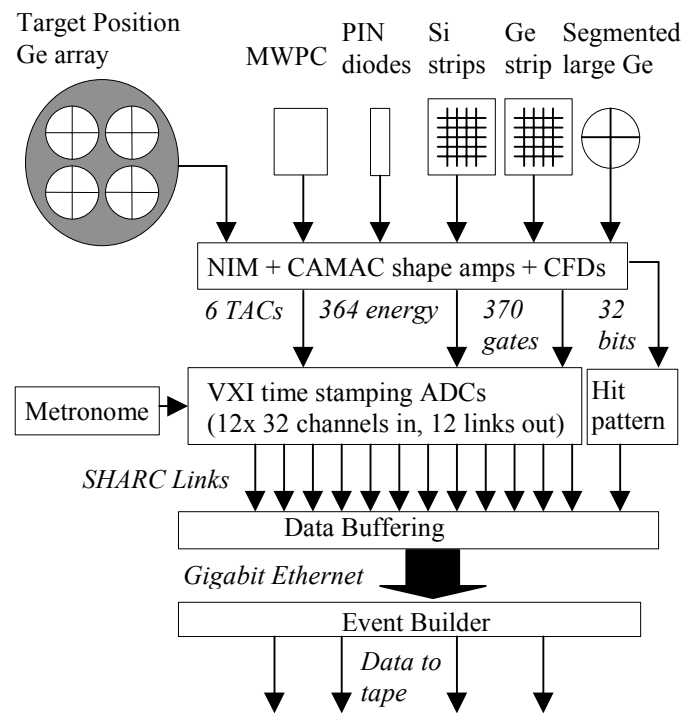 Target Position
Ge array
MWPC
PIN
diodes
Si
strips
Ge
strip
Segmented
large Ge
NIM + CAMAC shape amps + CFDs
6 TACs
364 energy
370
gates
32
bits
Metronome
VXI time stamping ADCs
(12x 32 channels in, 12 links out)
Hit
pattern
SHARC Links
Data Buffering
Gigabit Ethernet
Event Builder
Data to
tape